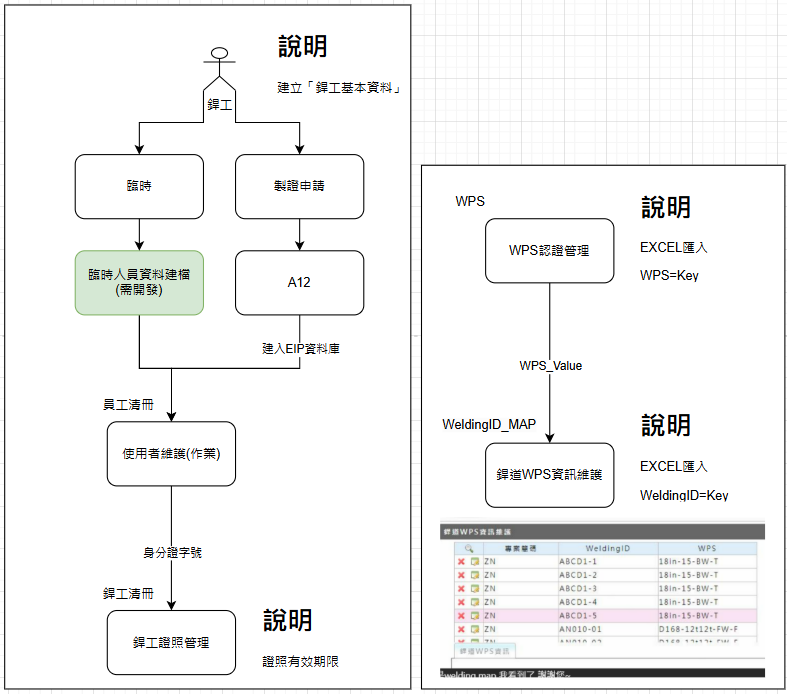 說明
建立「銲工基本資料」
銲工
臨時
製證申請
臨時人員資料建檔
(需開發)
A12
建入EIP資料庫
員工清冊
使用者維護(作業)
身分證字號
銲工清冊
銲工證照管理
說明
證照有效期限
WPS
WPS認證管理
說明
EXCEL匯入
WPS=Key
WPS_Value
WeldingID_MAP
銲道WPS資訊維護
說明
EXCEL匯入
WeldingID=Key
銲道WPS資訊維護
專案簡碼 WeldingID WPS
ZN ABCD1-1 18in-15-BW-T
ZN ABCD1-2 18in-15-BW-T
ZN ABCD1-3 18in-15-BW-T
ZN ABCD1-4 18in-15-BW-T
ZN ABCD1-5 18in-15-BW-T
ZN AN010-01 D168-12t12t-FW-F
銲道WPS資訊
welding map 我看到了 謝謝您~